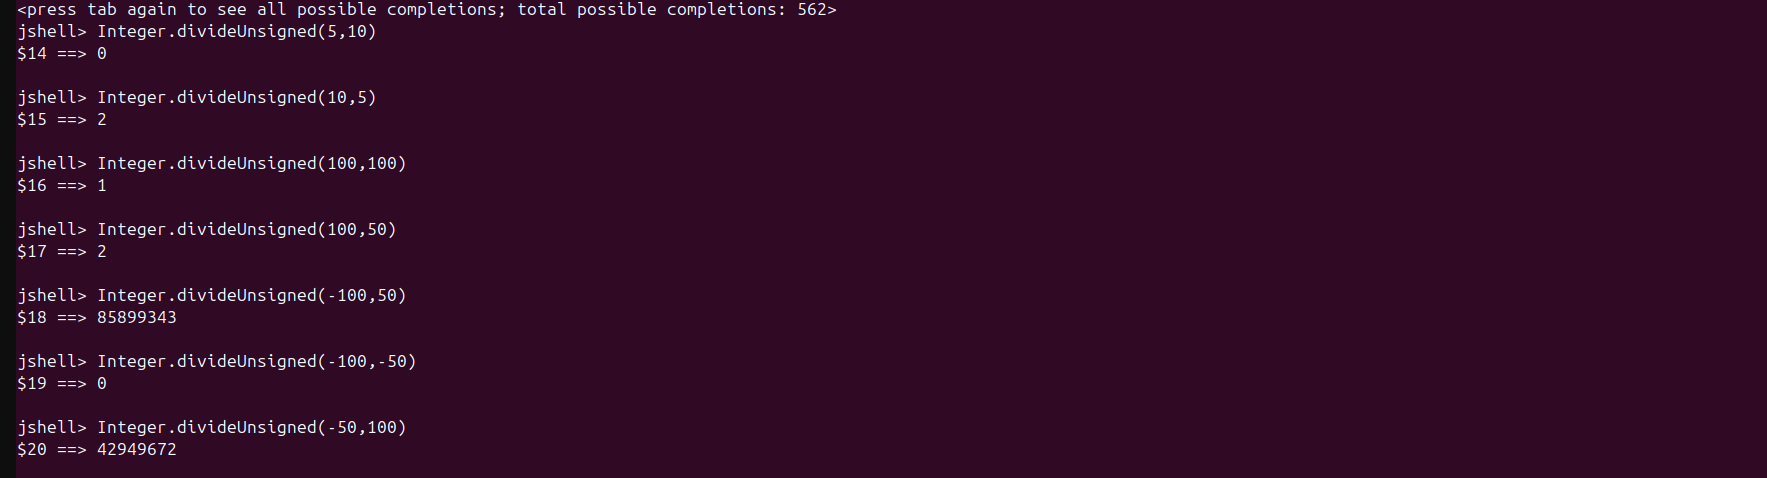 <press tab again to see all possible completions; total possible completions: 562>
jshell> Integer.divideUnsigned(5,10)
$14 ==> 0
jshell> Integer.divideUnsigned(10,5)
$15 ==> 2
jshell> Integer.divideUnsigned(100,100)
$16 ==> 1
jshell> Integer.divideUnsigned(100,50)
$17 ==> 2
jshell> Integer.divideUnsigned(-100,50)
$18 ==> 85899343
jshell> Integer.divideUnsigned(-100,-50)
$19 ==> 0
jshell> Integer.divideUnsigned(-50,100)
$20 ==> 42949672